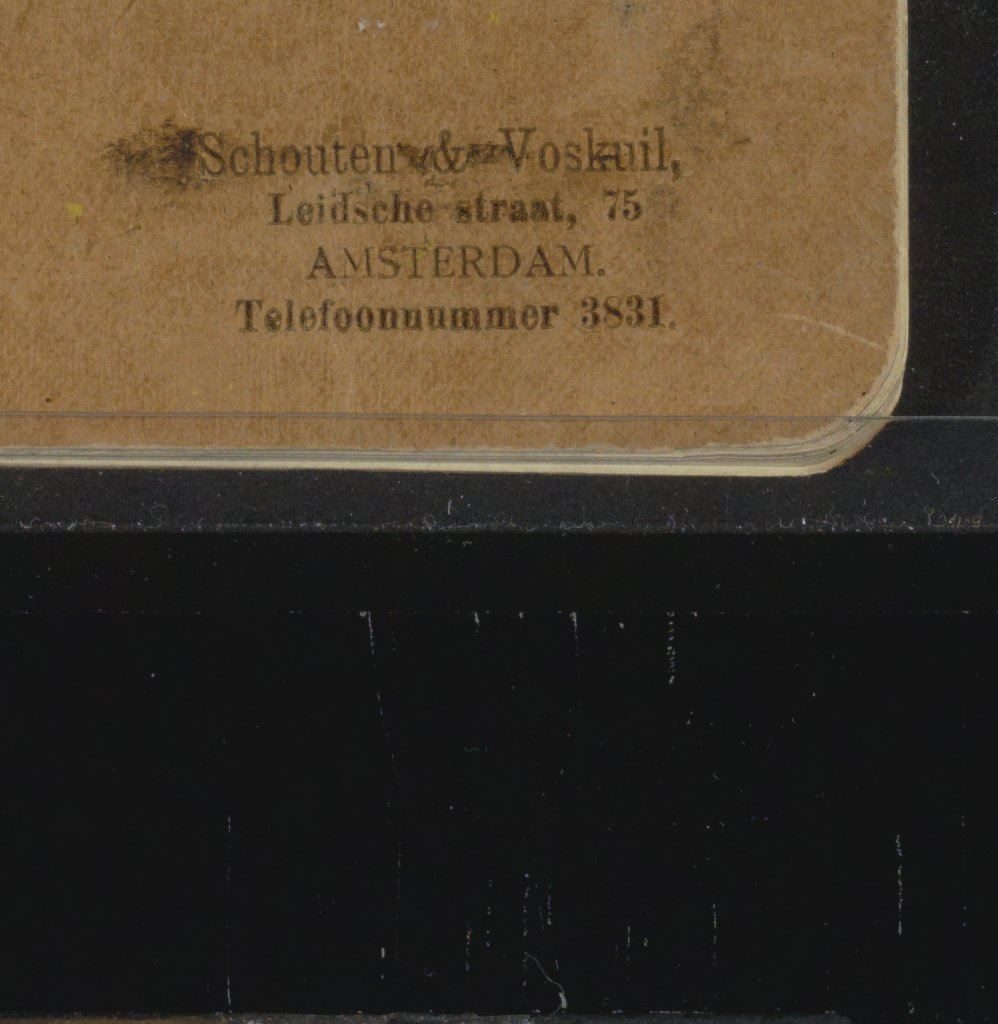 Schouten & Voskuil,
Leidsche straat, 75
AMSTERDAM.
Telefoonnummer 3831.